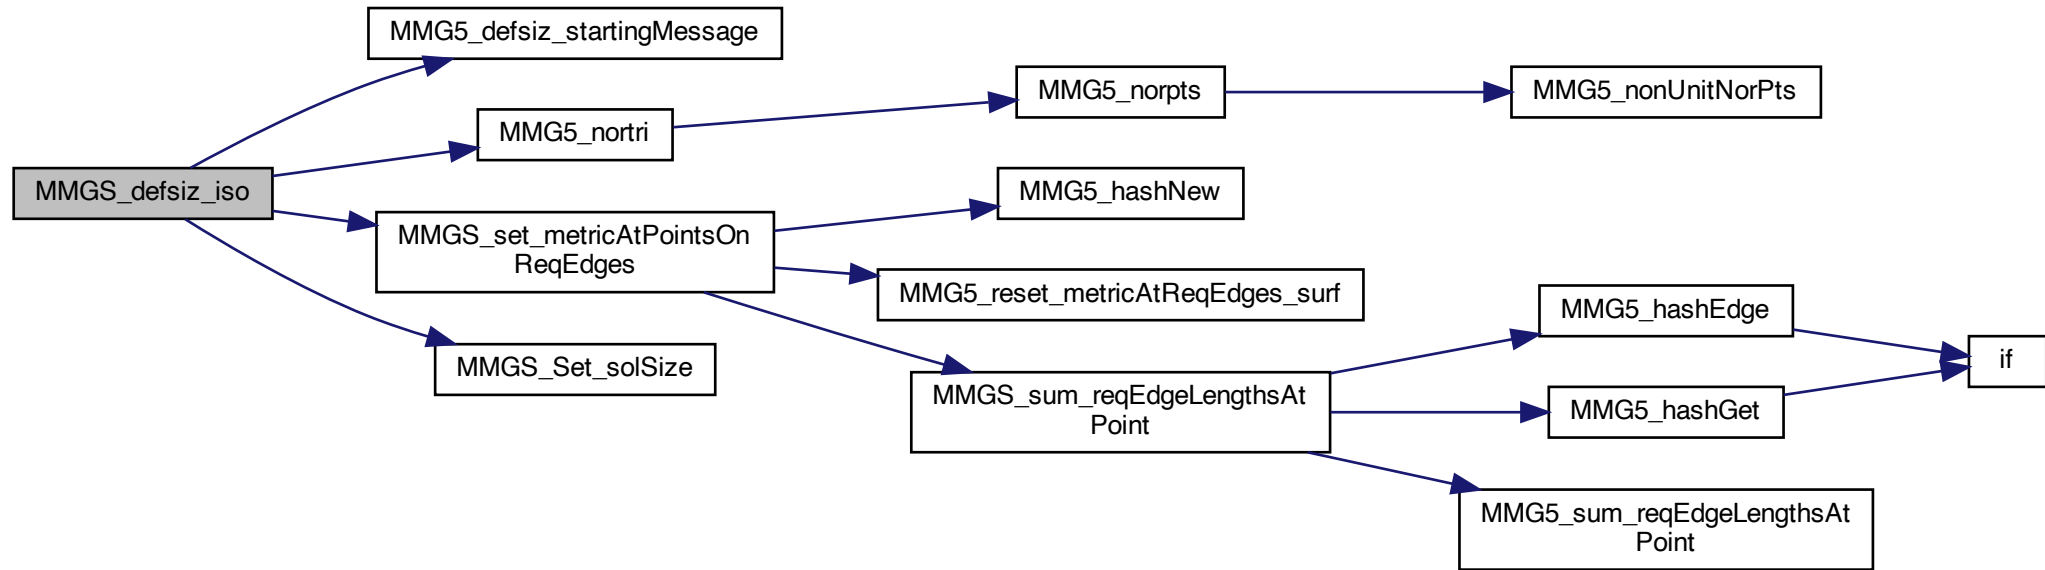 MMG5_defsiz_startingMessage
MMG5_norpts
MMG5_nonUnitNorPts
MMG5_nortri
MMGS_defsiz_iso
MMG5_hashNew
MMGS_set_metricAtPointsOn
ReqEdges
MMG5_reset_metricAtReqEdges_surf
MMG5_hashEdge
if
MMGS_Set_solSize
MMGS_sum_reqEdgeLengthsAt
Point
MMG5_hashGet
MMG5_sum_reqEdgeLengthsAt
Point